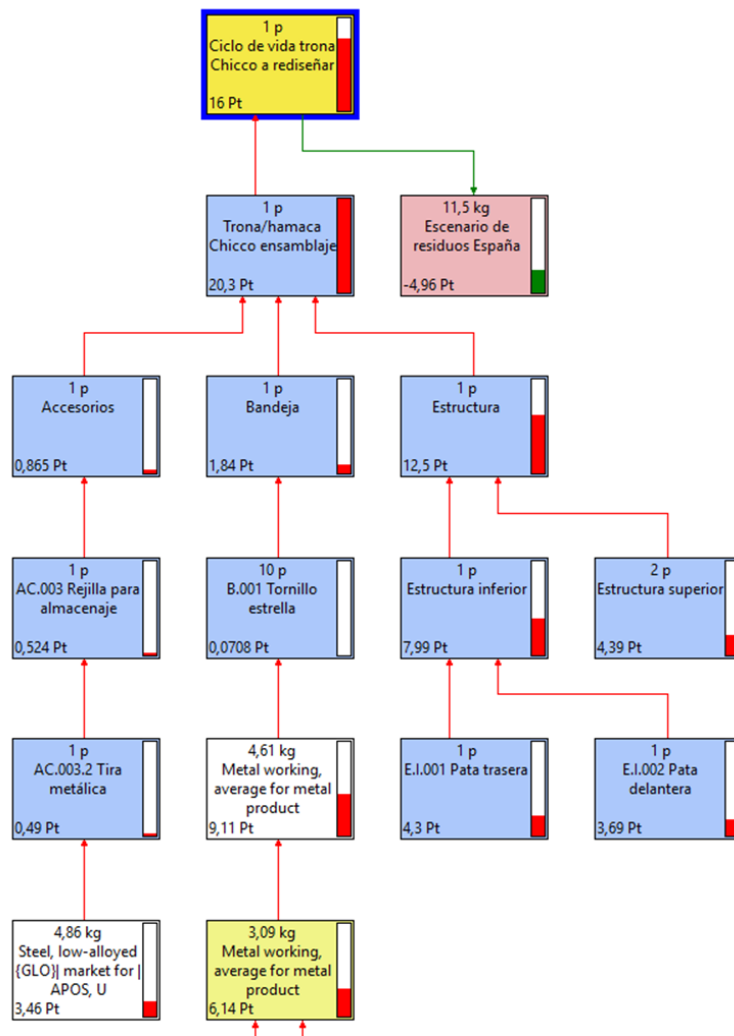 1 p
Ciclo de vida trona
Chicco a rediseñar
16 Pt
1 p
Trona/hamaca
Chicco ensamblaje
20,3 Pt
11,5 kg
Escenario de
residuos España
-4,96 Pt
1 p
Accesorios
0,865 Pt
1 p
Bandeja
1,84 Pt
1 p
Estructura
12,5 Pt
1 p
AC.003 Rejilla para
almacenaje
0,524 Pt
10 p
B.001 Tornillo
estrella
0,0708 Pt
1 p
Estructura inferior
7,99 Pt
2 p
Estructura superior
4,39 Pt
1 p
AC.003.2 Tira
metálica
0,49 Pt
4,61 kg
Metal working,
average for metal
product
9,11 Pt
1 p
E.I.001 Pata trasera
4,3 Pt
1 p
E.I.002 Pata
delantera
3,69 Pt
4,86 kg
Steel, low-alloyed
{GLO}| market for |
APOS, U
3,46 Pt
3,09 kg
Metal working,
average for metal
product
6,14 Pt